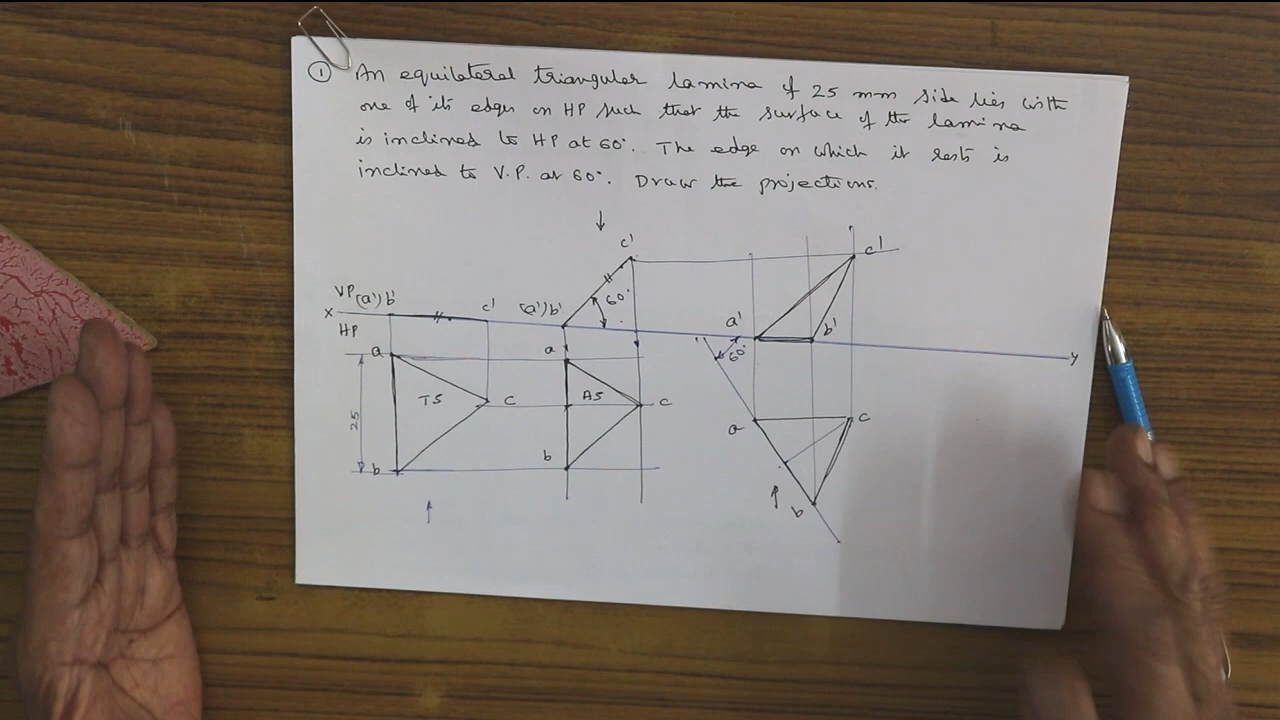 ① An equilateral triangular lamina of 25 mm side lies with
one of its edges on HP such that the surface of the lamina
is inclined to HP at 60°. The edge on which it rests is
inclined to V.P. at 60°. Draw the projections.
c'
VP (a') b' c' (a') b' 60° a' b' c'
X HP y
a a 60°
25 TS c AS c a c
b b b